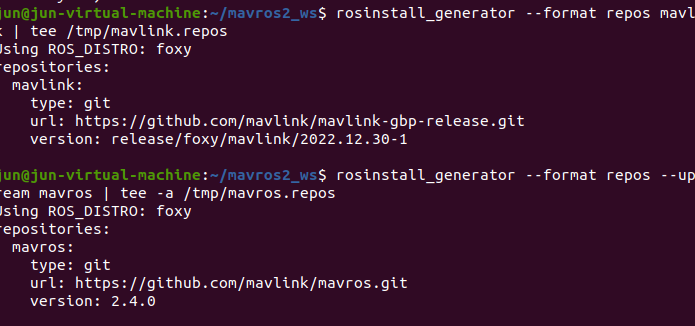 jun@jun-virtual-machine:~/mavros2_ws$ rosinstall_generator --format repos mavl
k | tee /tmp/mavlink.repos
Using ROS_DISTRO: foxy
repositories:
  mavlink:
    type: git
    url: https://github.com/mavlink/mavlink-gbp-release.git
    version: release/foxy/mavlink/2022.12.30-1
jun@jun-virtual-machine:~/mavros2_ws$ rosinstall_generator --format repos --up
ream mavros | tee -a /tmp/mavros.repos
Using ROS_DISTRO: foxy
repositories:
  mavros:
    type: git
    url: https://github.com/mavlink/mavros.git
    version: 2.4.0